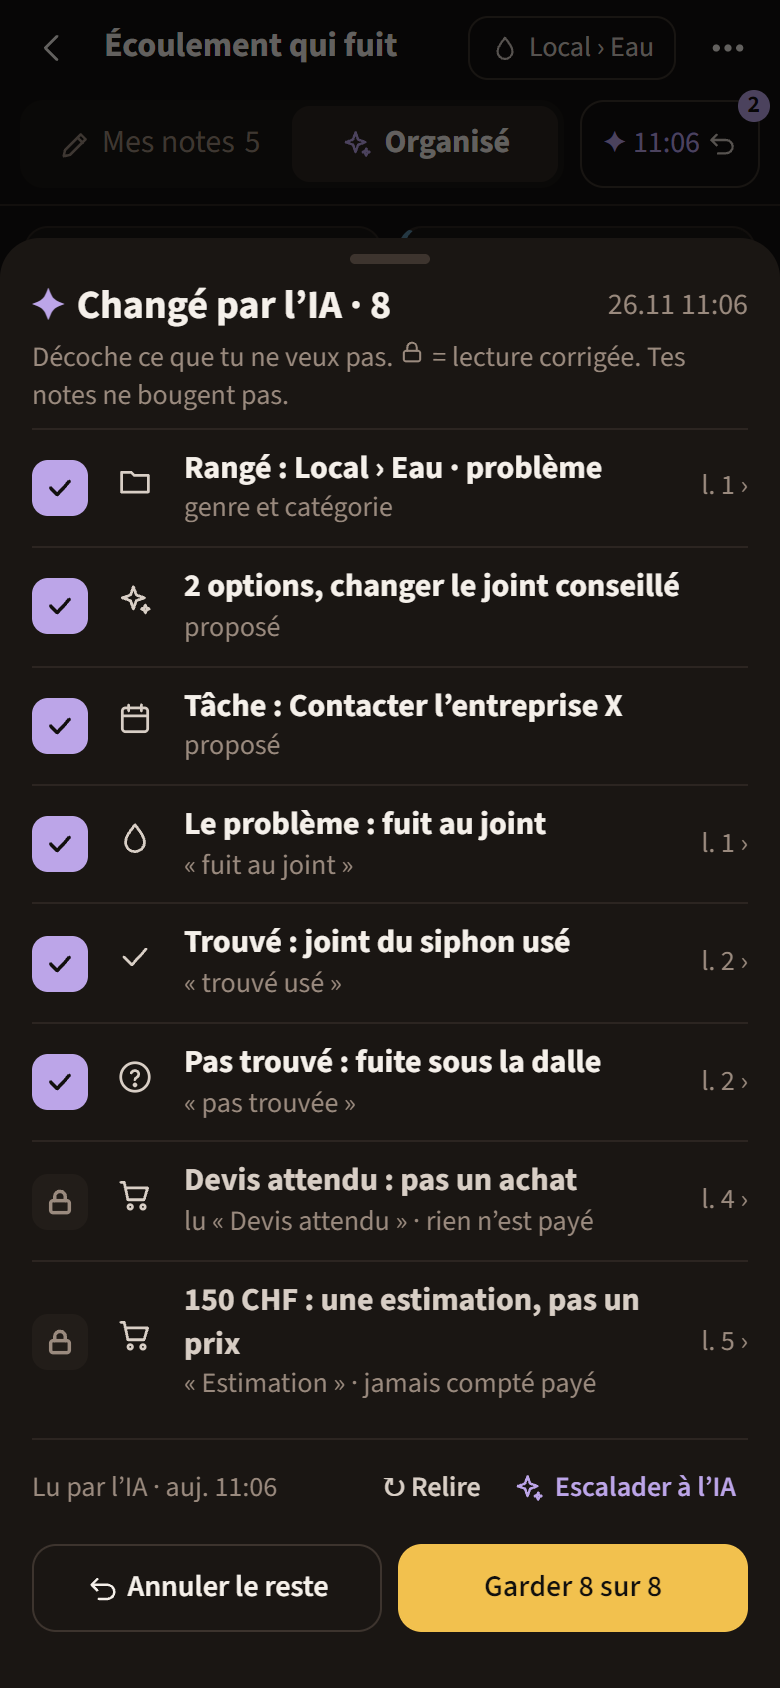 Écoulement qui fuit
Local › Eau
Mes notes 5
Organisé
11:06
2
Changé par l’IA · 8
26.11 11:06
Décoche ce que tu ne veux pas. = lecture corrigée. Tes
notes ne bougent pas.
Rangé : Local › Eau · problème
genre et catégorie
l. 1 ›
2 options, changer le joint conseillé
proposé
Tâche : Contacter l’entreprise X
proposé
Le problème : fuit au joint
« fuit au joint »
l. 1 ›
Trouvé : joint du siphon usé
« trouvé usé »
l. 2 ›
Pas trouvé : fuite sous la dalle
« pas trouvée »
l. 2 ›
Devis attendu : pas un achat
lu « Devis attendu » · rien n’est payé
l. 4 ›
150 CHF : une estimation, pas un
prix
« Estimation » · jamais compté payé
l. 5 ›
Lu par l’IA · auj. 11:06
↻ Relire
Escalader à l’IA
Annuler le reste
Garder 8 sur 8